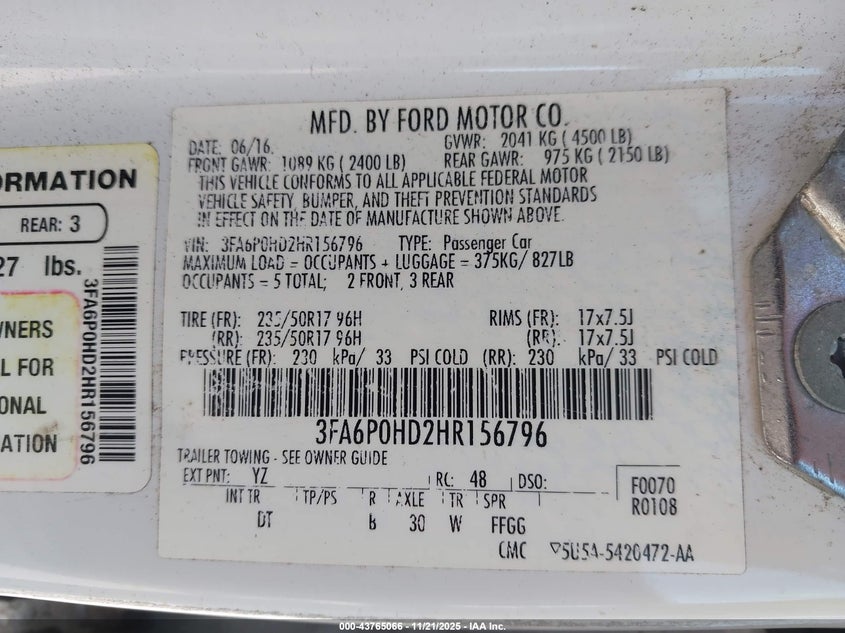 ORMATION
REAR: 3
27 lbs.
WNERS
L FOR
ONAL
ATION
3FA6P0HD2HR156796
MFD. BY FORD MOTOR CO.
DATE: 06/16 GVWR: 2041 KG ( 4500 LB)
FRONT GAWR: 1089 KG ( 2400 LB) REAR GAWR: 975 KG ( 2150 LB)
THIS VEHICLE CONFORMS TO ALL APPLICABLE FEDERAL MOTOR
VEHICLE SAFETY, BUMPER, AND THEFT PREVENTION STANDARDS
IN EFFECT ON THE DATE OF MANUFACTURE SHOWN ABOVE.
VIN: 3FA6P0HD2HR156796 TYPE: Passenger Car
MAXIMUM LOAD = OCCUPANTS + LUGGAGE = 375KG/ 827LB
OCCUPANTS = 5 TOTAL; 2 FRONT, 3 REAR
TIRE (FR): 235/50R17 96H RIMS (FR): 17x7.5J
(RR): 235/50R17 96H (RR): 17x7.5J
PRESSURE (FR): 230 kPa/ 33 PSI COLD (RR): 230 kPa/ 33 PSI COLD
3FA6P0HD2HR156796
TRAILER TOWING - SEE OWNER GUIDE
EXT PNT: YZ RC: 48 DSO:
INT TR TP/PS R AXLE TR SPR
DT B 30 W FFGG
F0070
R0108
CMC ▽5U5A-5420472-AA
000-43765066 - 11/21/2025 - IAA Inc.